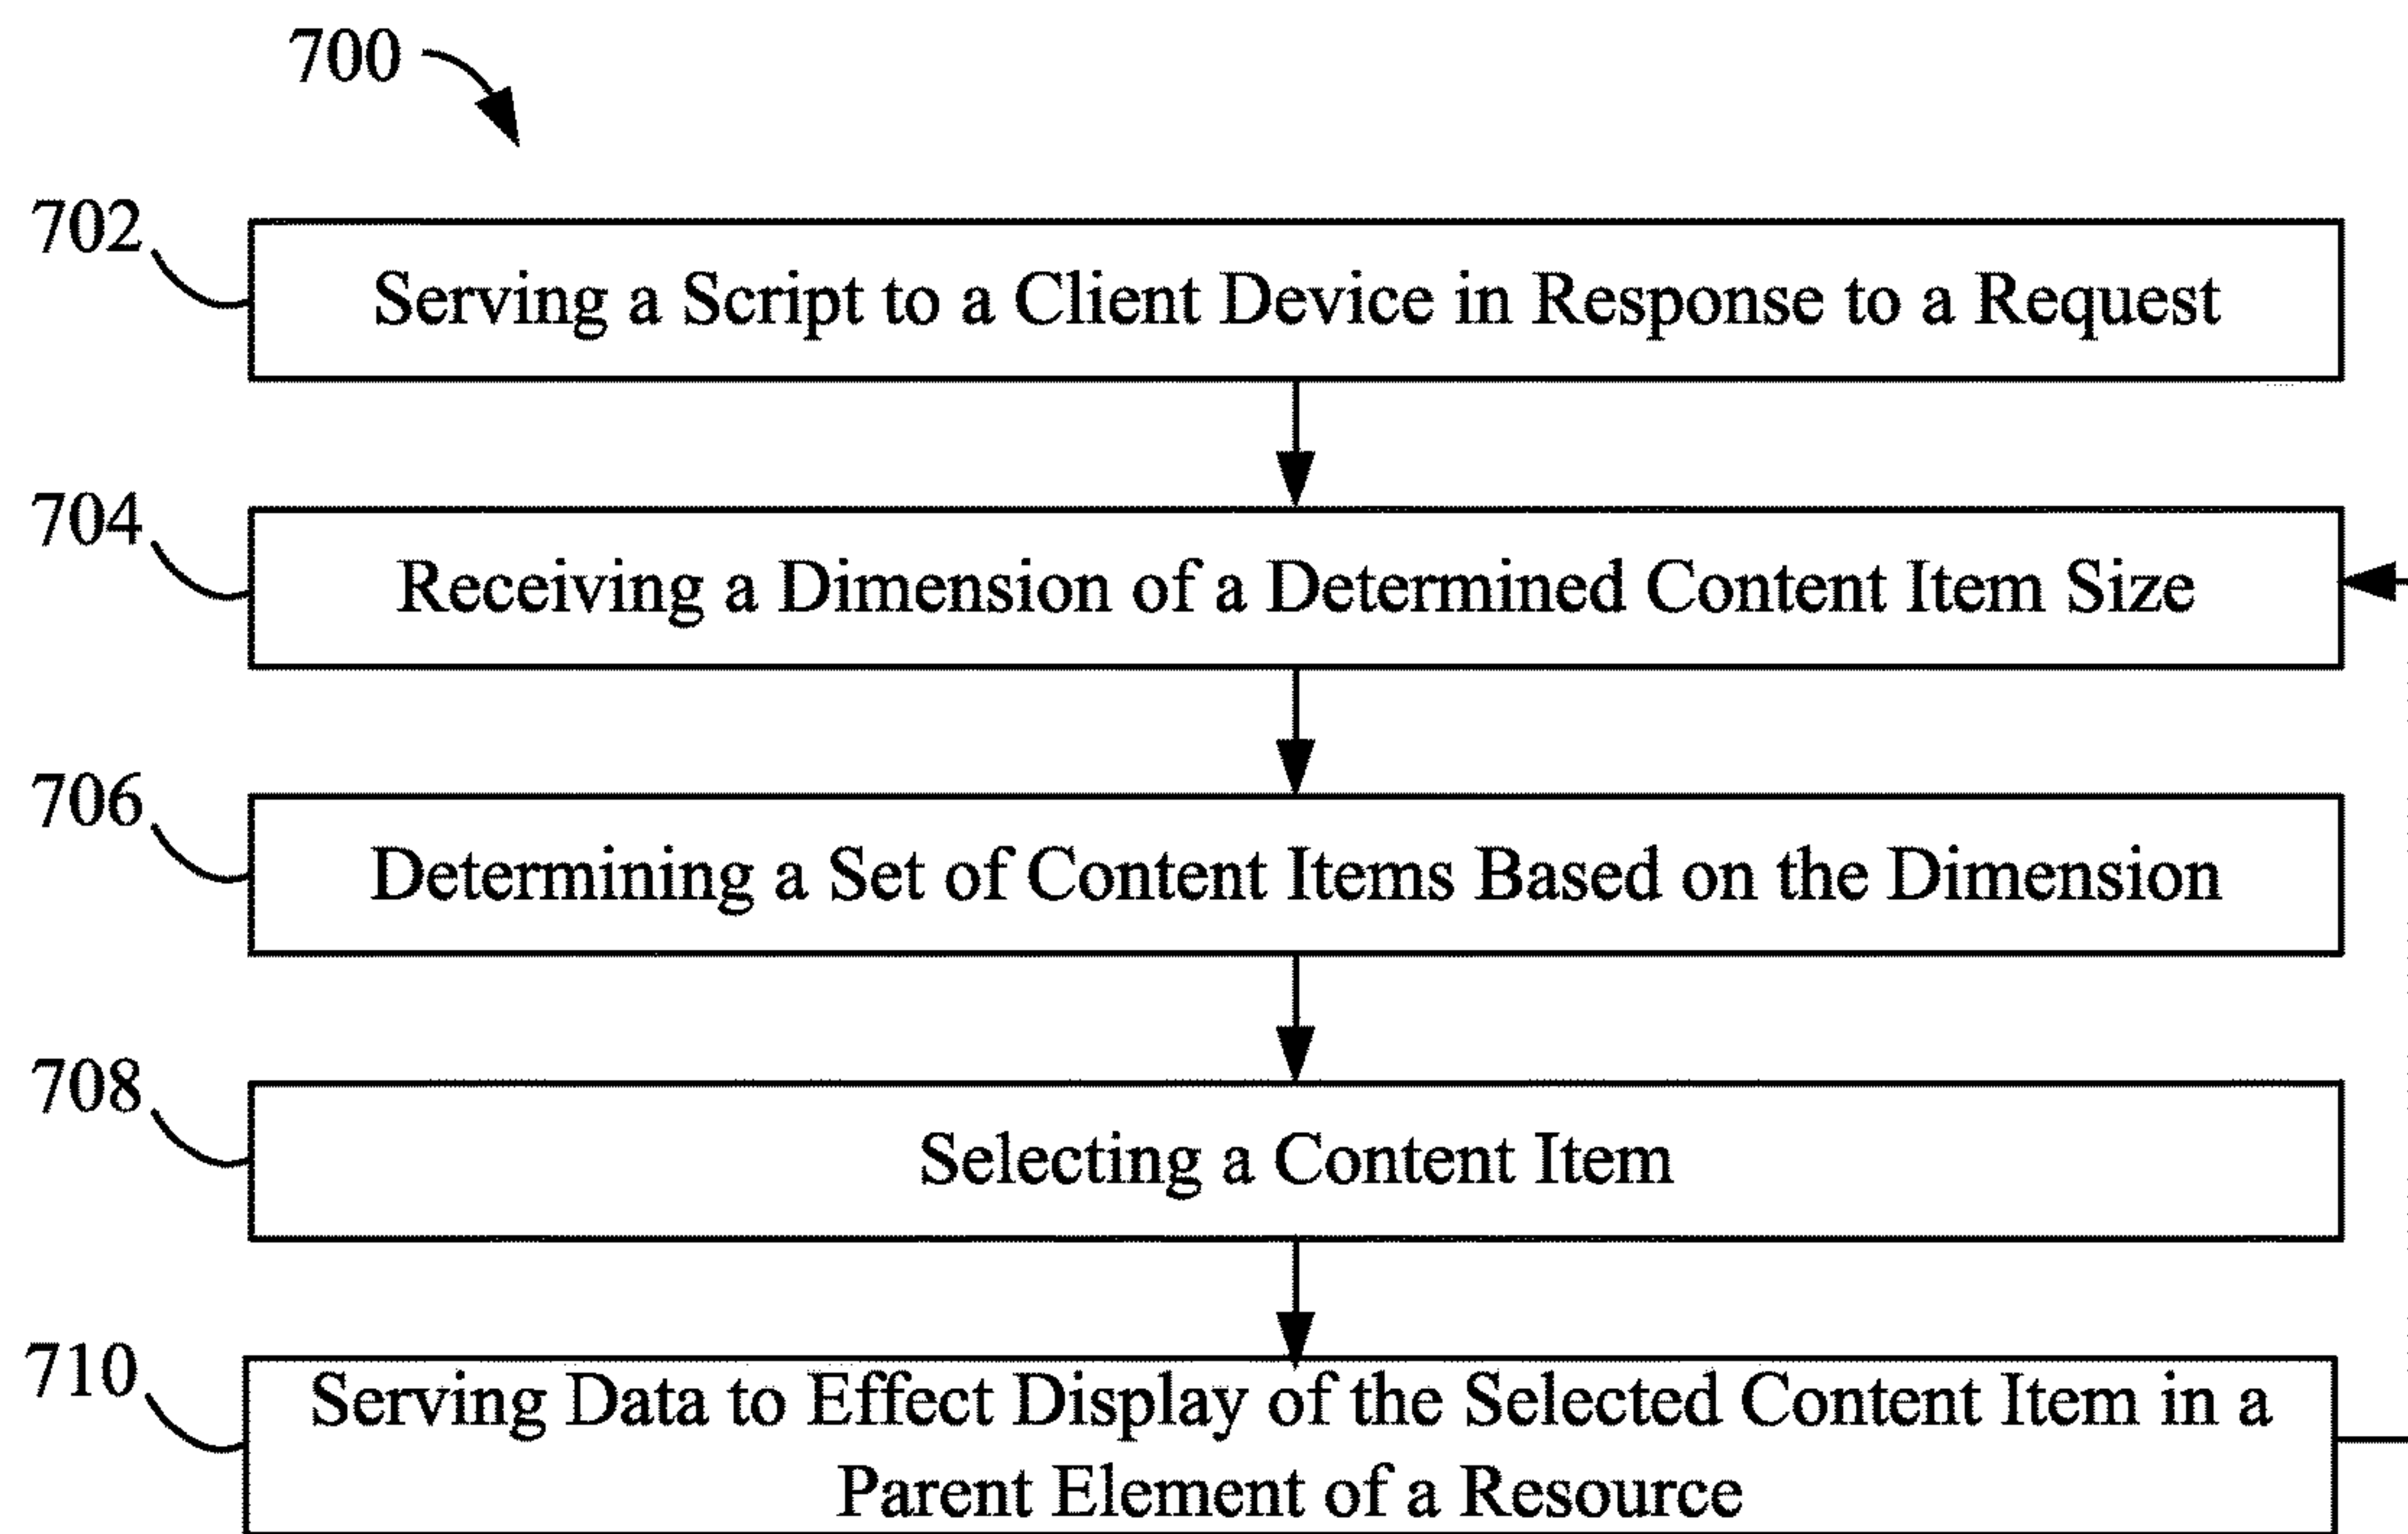 700
702
Serving a Script to a Client Device in Response to a Request
704
Receiving a Dimension of a Determined Content Item Size
706
Determining a Set of Content Items Based on the Dimension
708
Selecting a Content Item
710
Serving Data to Effect Display of the Selected Content Item in a
Parent Element of a Resource